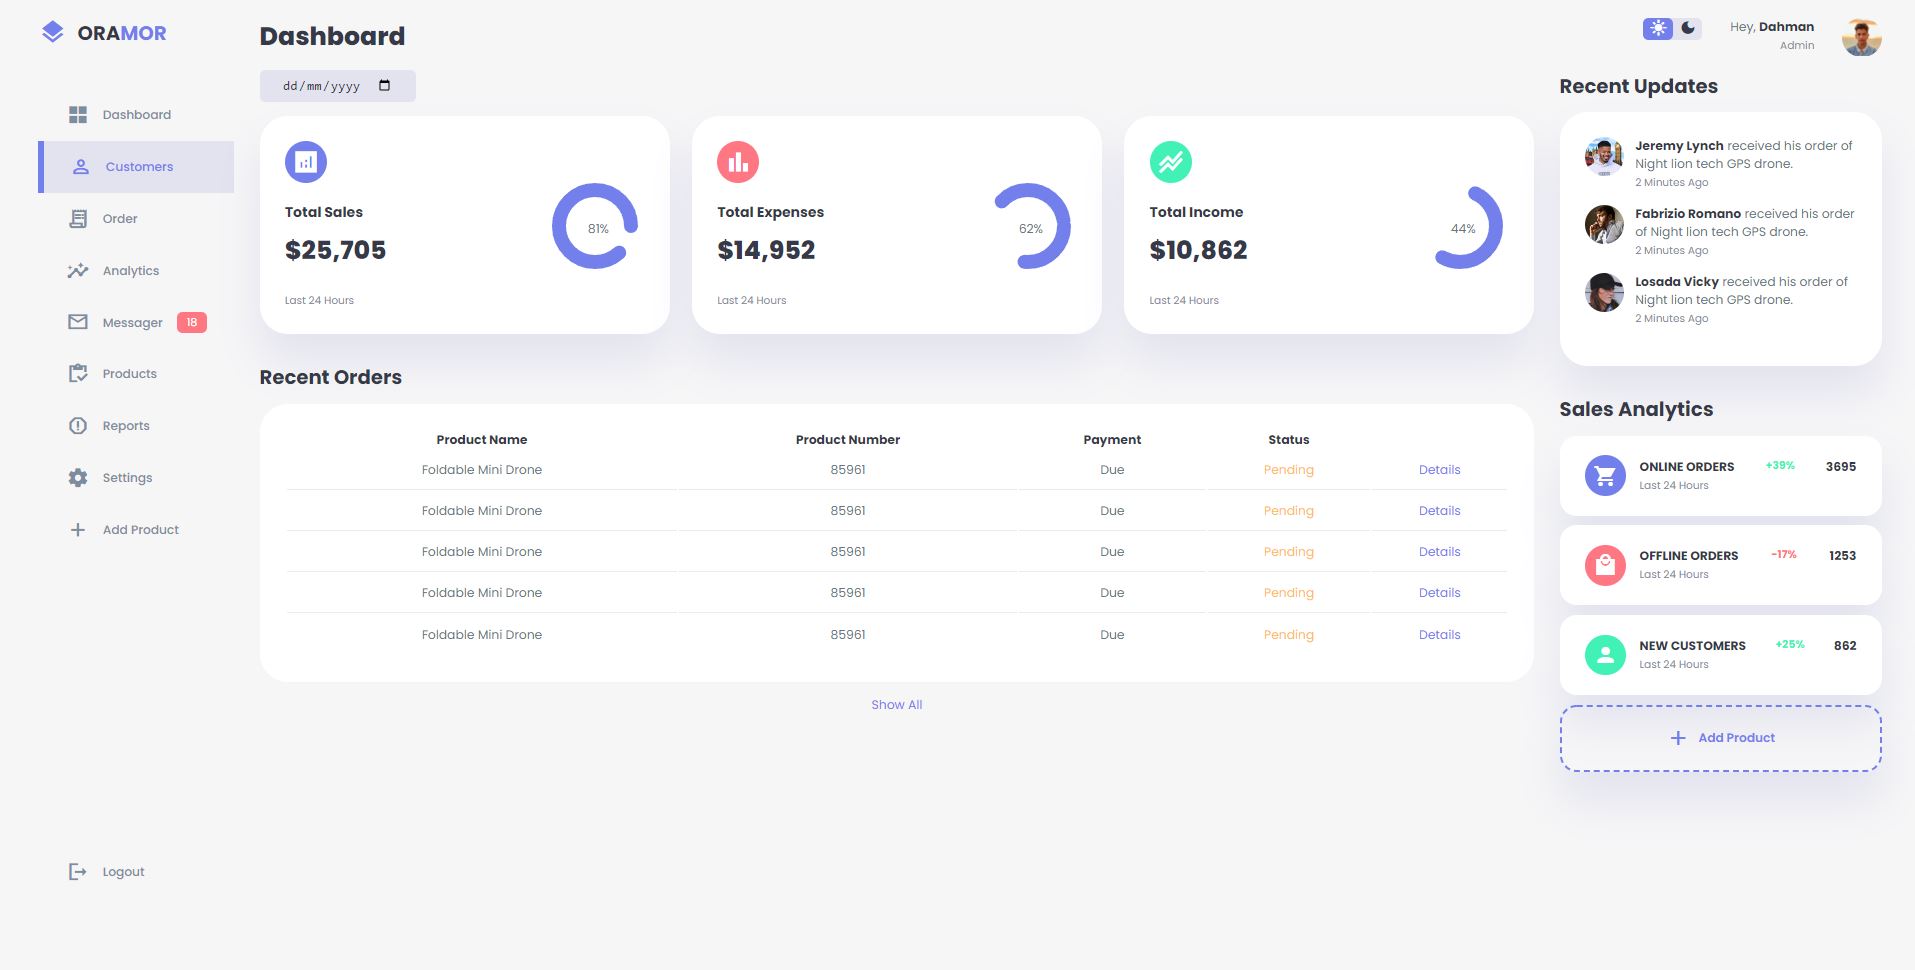 ORAMOR
Dashboard
Customers
Order
Analytics
Messager 18
Products
Reports
Settings
Add Product
Logout
Dashboard
dd/mm/yyyy
Total Sales
$25,705
81%
Last 24 Hours
Total Expenses
$14,952
62%
Last 24 Hours
Total Income
$10,862
44%
Last 24 Hours
Recent Orders
Product Name Product Number Payment Status
Foldable Mini Drone 85961 Due Pending Details
Foldable Mini Drone 85961 Due Pending Details
Foldable Mini Drone 85961 Due Pending Details
Foldable Mini Drone 85961 Due Pending Details
Foldable Mini Drone 85961 Due Pending Details
Show All
Hey, Dahman
Admin
Recent Updates
Jeremy Lynch received his order of
Night lion tech GPS drone.
2 Minutes Ago
Fabrizio Romano received his order
of Night lion tech GPS drone.
2 Minutes Ago
Losada Vicky received his order of
Night lion tech GPS drone.
2 Minutes Ago
Sales Analytics
ONLINE ORDERS +39% 3695
Last 24 Hours
OFFLINE ORDERS -17% 1253
Last 24 Hours
NEW CUSTOMERS +25% 862
Last 24 Hours
Add Product